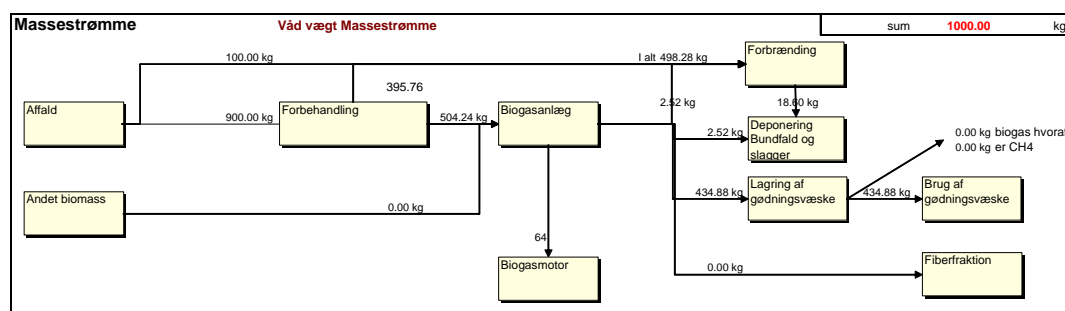 Massestrømme
Våd vægt Massestrømme
sum 1000.00 kg
100.00 kg
I alt 498.28 kg
Forbrænding
395.76
2.52 kg
18.60 kg
Affald
900.00 kg
Forbehandling
504.24 kg
Biogasanlæg
2.52 kg
Deponering
Bundfald og
slagger
0.00 kg biogas hvoraf
0.00 kg er CH4
Andet biomass
0.00 kg
434.88 kg
Lagring af
gødningsvæske
434.88 kg
Brug af
gødningsvæske
64
Biogasmotor
0.00 kg
Fiberfraktion